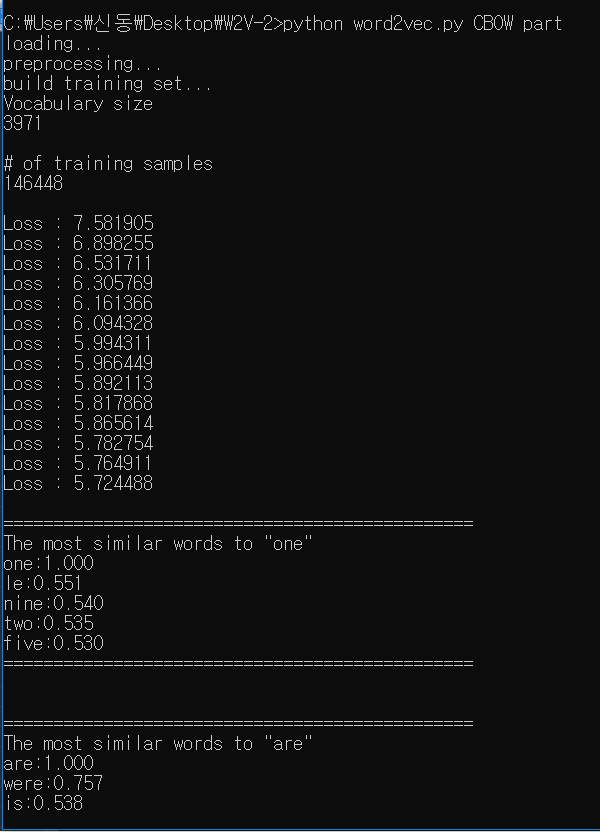 C:₩Users₩신동₩Desktop₩W2V-2>python word2vec.py CBOW part
loading...
preprocessing...
build training set...
Vocabulary size
3971
# of training samples
146448
Loss : 7.581905
Loss : 6.898255
Loss : 6.531711
Loss : 6.305769
Loss : 6.161366
Loss : 6.094328
Loss : 5.994311
Loss : 5.966449
Loss : 5.892113
Loss : 5.817868
Loss : 5.865614
Loss : 5.782754
Loss : 5.764911
Loss : 5.724488
===============================================
The most similar words to "one"
one:1.000
le:0.551
nine:0.540
two:0.535
five:0.530
===============================================
===============================================
The most similar words to "are"
are:1.000
were:0.757
is:0.538